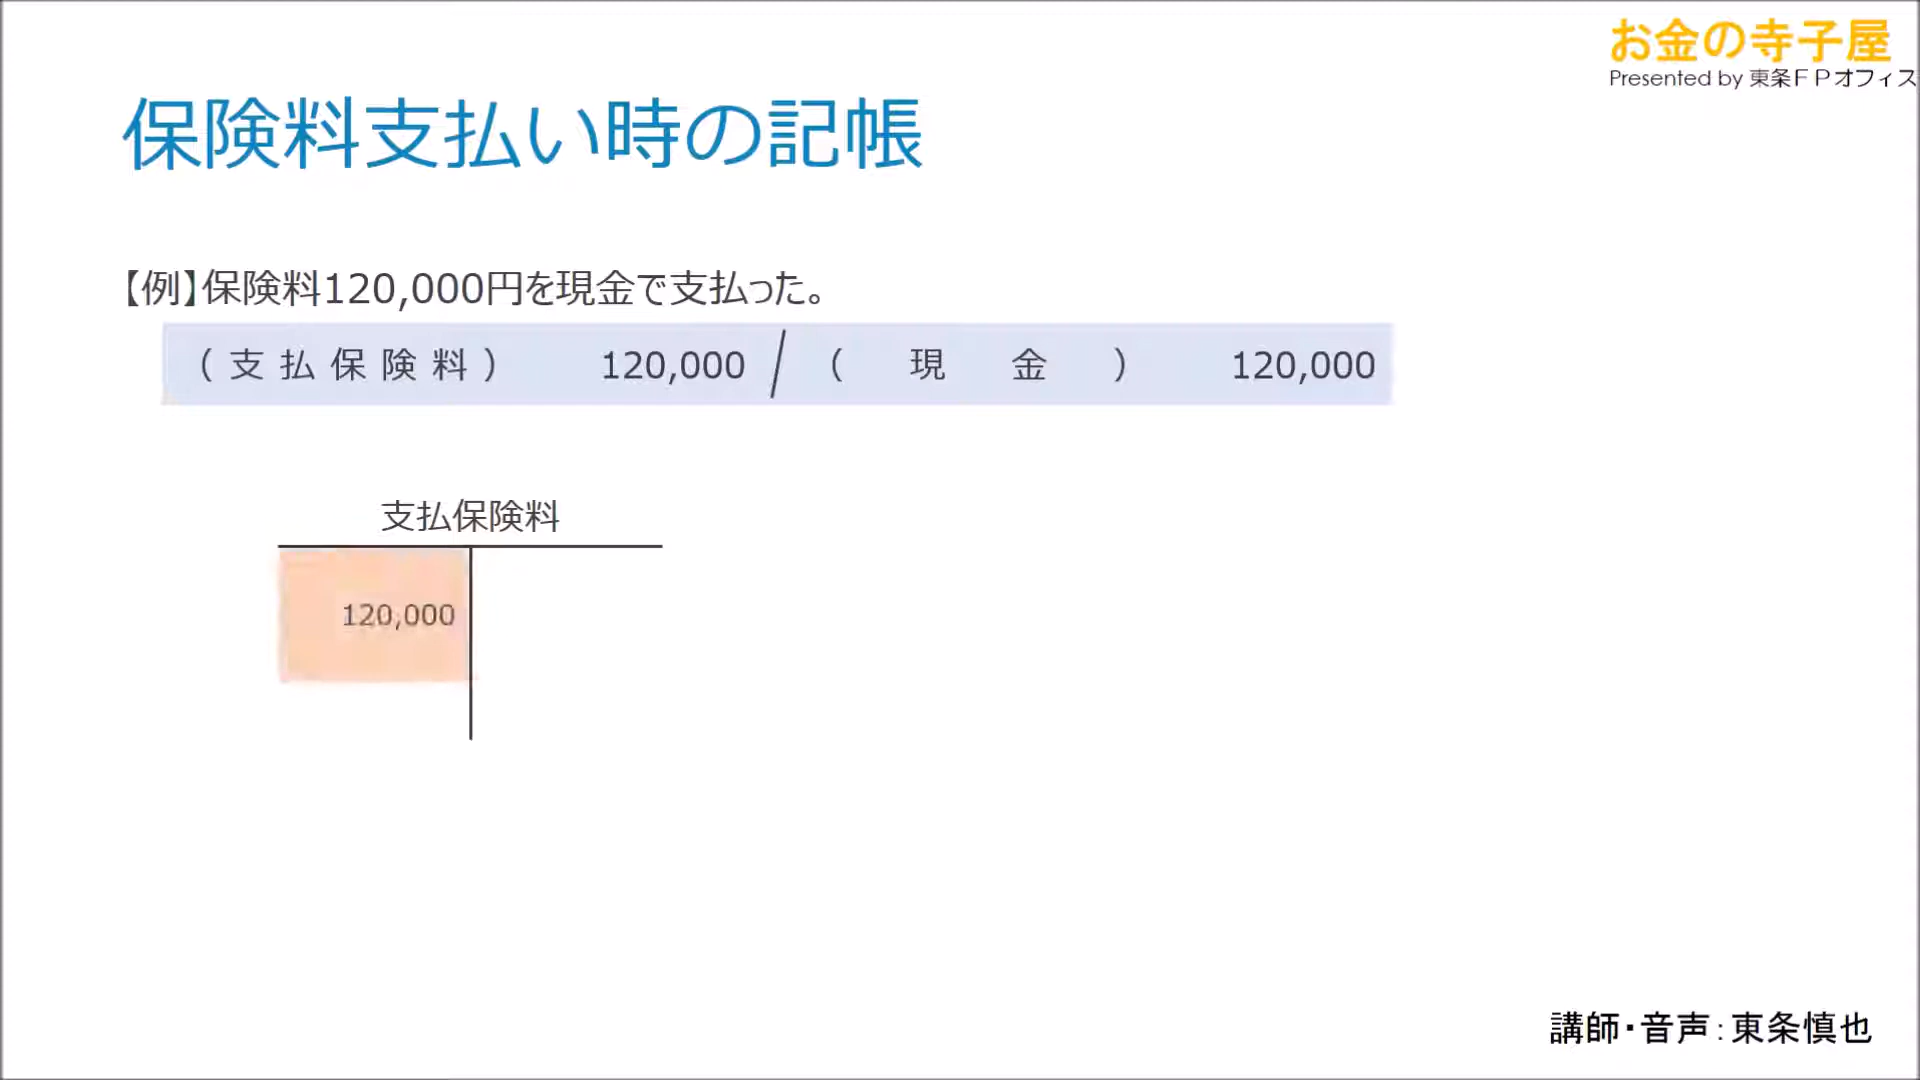 お金の寺子屋
Presented by 東条ＦＰオフィス
保険料支払い時の記帳
【例】保険料120,000円を現金で支払った。
(支払保険料) 120,000 / ( 現 金 ) 120,000
支払保険料
120,000
講師・音声：東条慎也